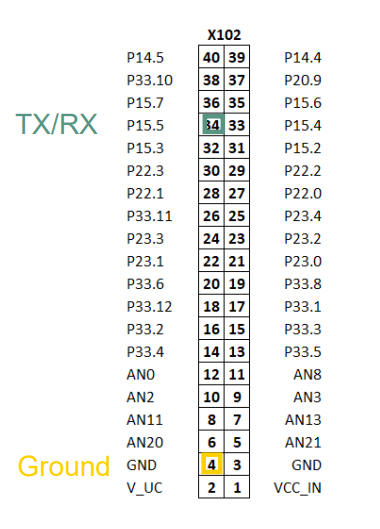 X102
P14.5 40 39 P14.4
P33.10 38 37 P20.9
P15.7 36 35 P15.6
TX/RX P15.5 34 33 P15.4
P15.3 32 31 P15.2
P22.3 30 29 P22.2
P22.1 28 27 P22.0
P33.11 26 25 P23.4
P23.3 24 23 P23.2
P23.1 22 21 P23.0
P33.6 20 19 P33.8
P33.12 18 17 P33.1
P33.2 16 15 P33.3
P33.4 14 13 P33.5
AN0 12 11 AN8
AN2 10 9 AN3
AN11 8 7 AN13
AN20 6 5 AN21
Ground GND 4 3 GND
V_UC 2 1 VCC_IN